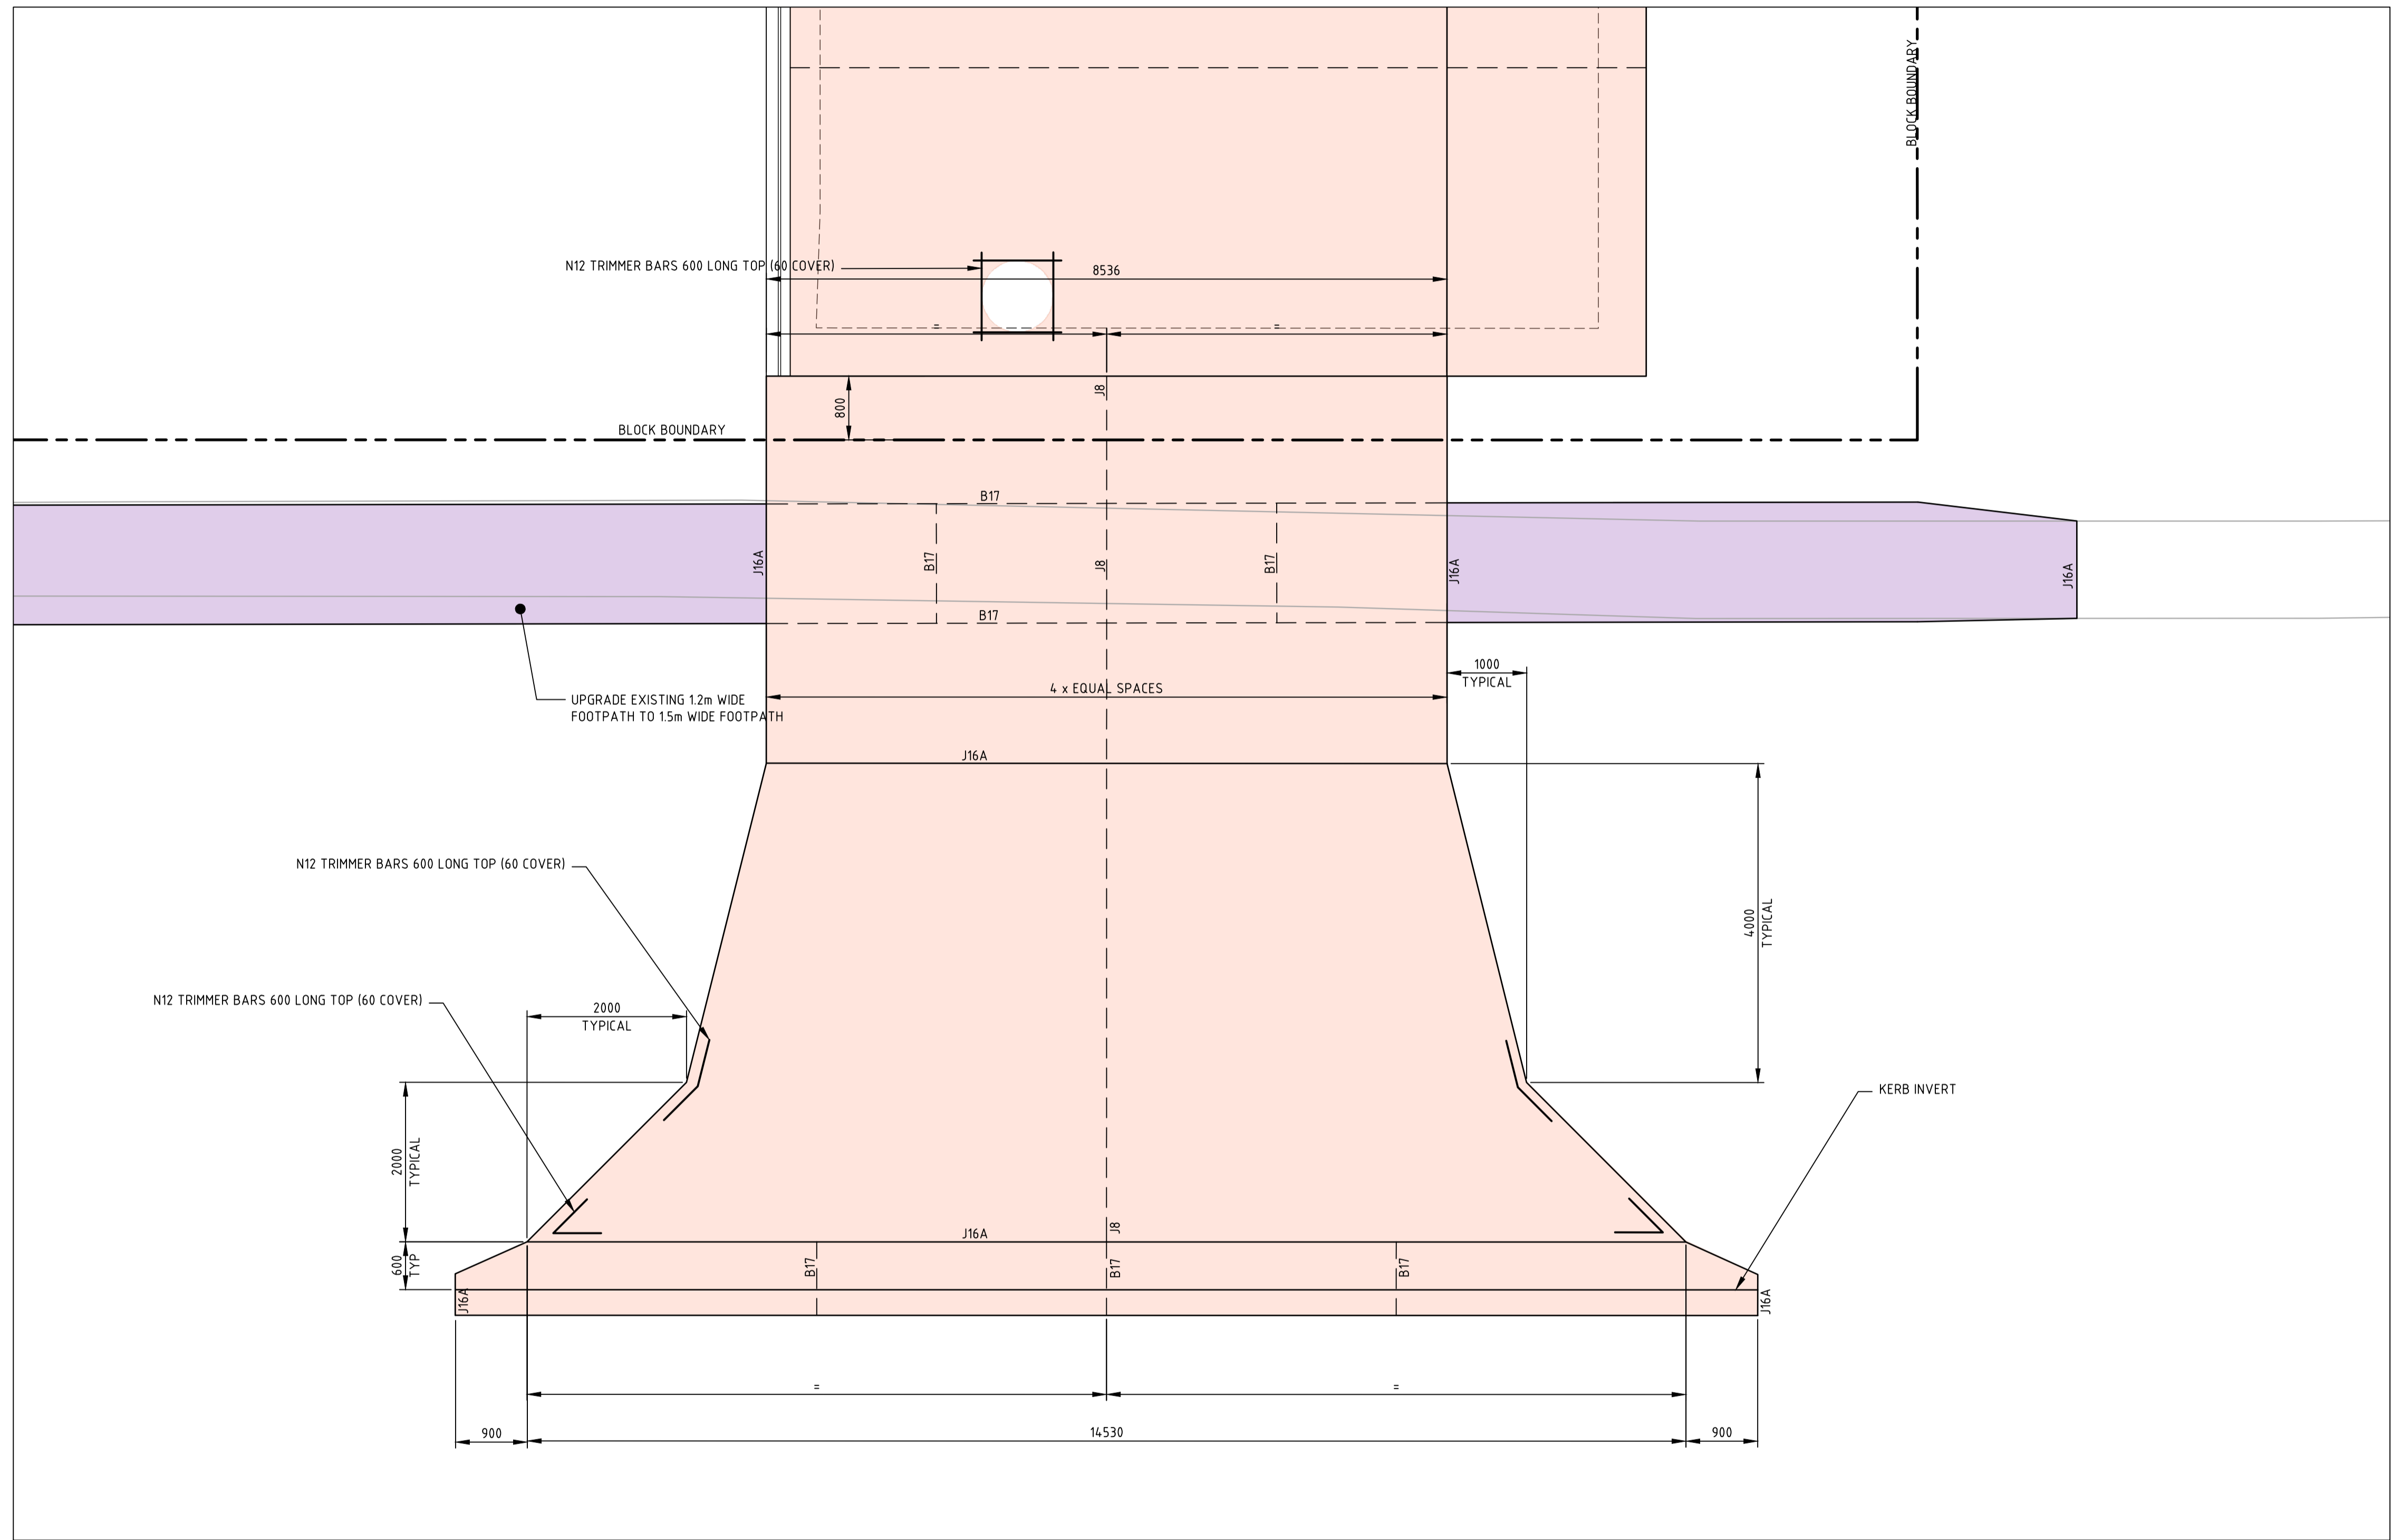 BLOCK BOUNDARY
N12 TRIMMER BARS 600 LONG TOP (60 COVER)
8536
=
=
J8
800
BLOCK BOUNDARY
B17
J16A
B17
J8
B17
J16A
J16A
B17
1000
TYPICAL
4 x EQUAL SPACES
UPGRADE EXISTING 1.2m WIDE
FOOTPATH TO 1.5m WIDE FOOTPATH
J16A
N12 TRIMMER BARS 600 LONG TOP (60 COVER)
4000
TYPICAL
N12 TRIMMER BARS 600 LONG TOP (60 COVER)
2000
TYPICAL
KERB INVERT
2000
TYPICAL
J16A
J8
600
TYP
B17
B17
B17
J16A
J16A
=
=
900
14530
900